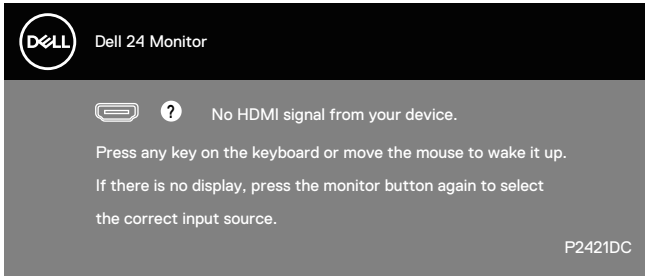 DELL Dell 24 Monitor
? No HDMI signal from your device.
Press any key on the keyboard or move the mouse to wake it up.
If there is no display, press the monitor button again to select
the correct input source.
P2421DC